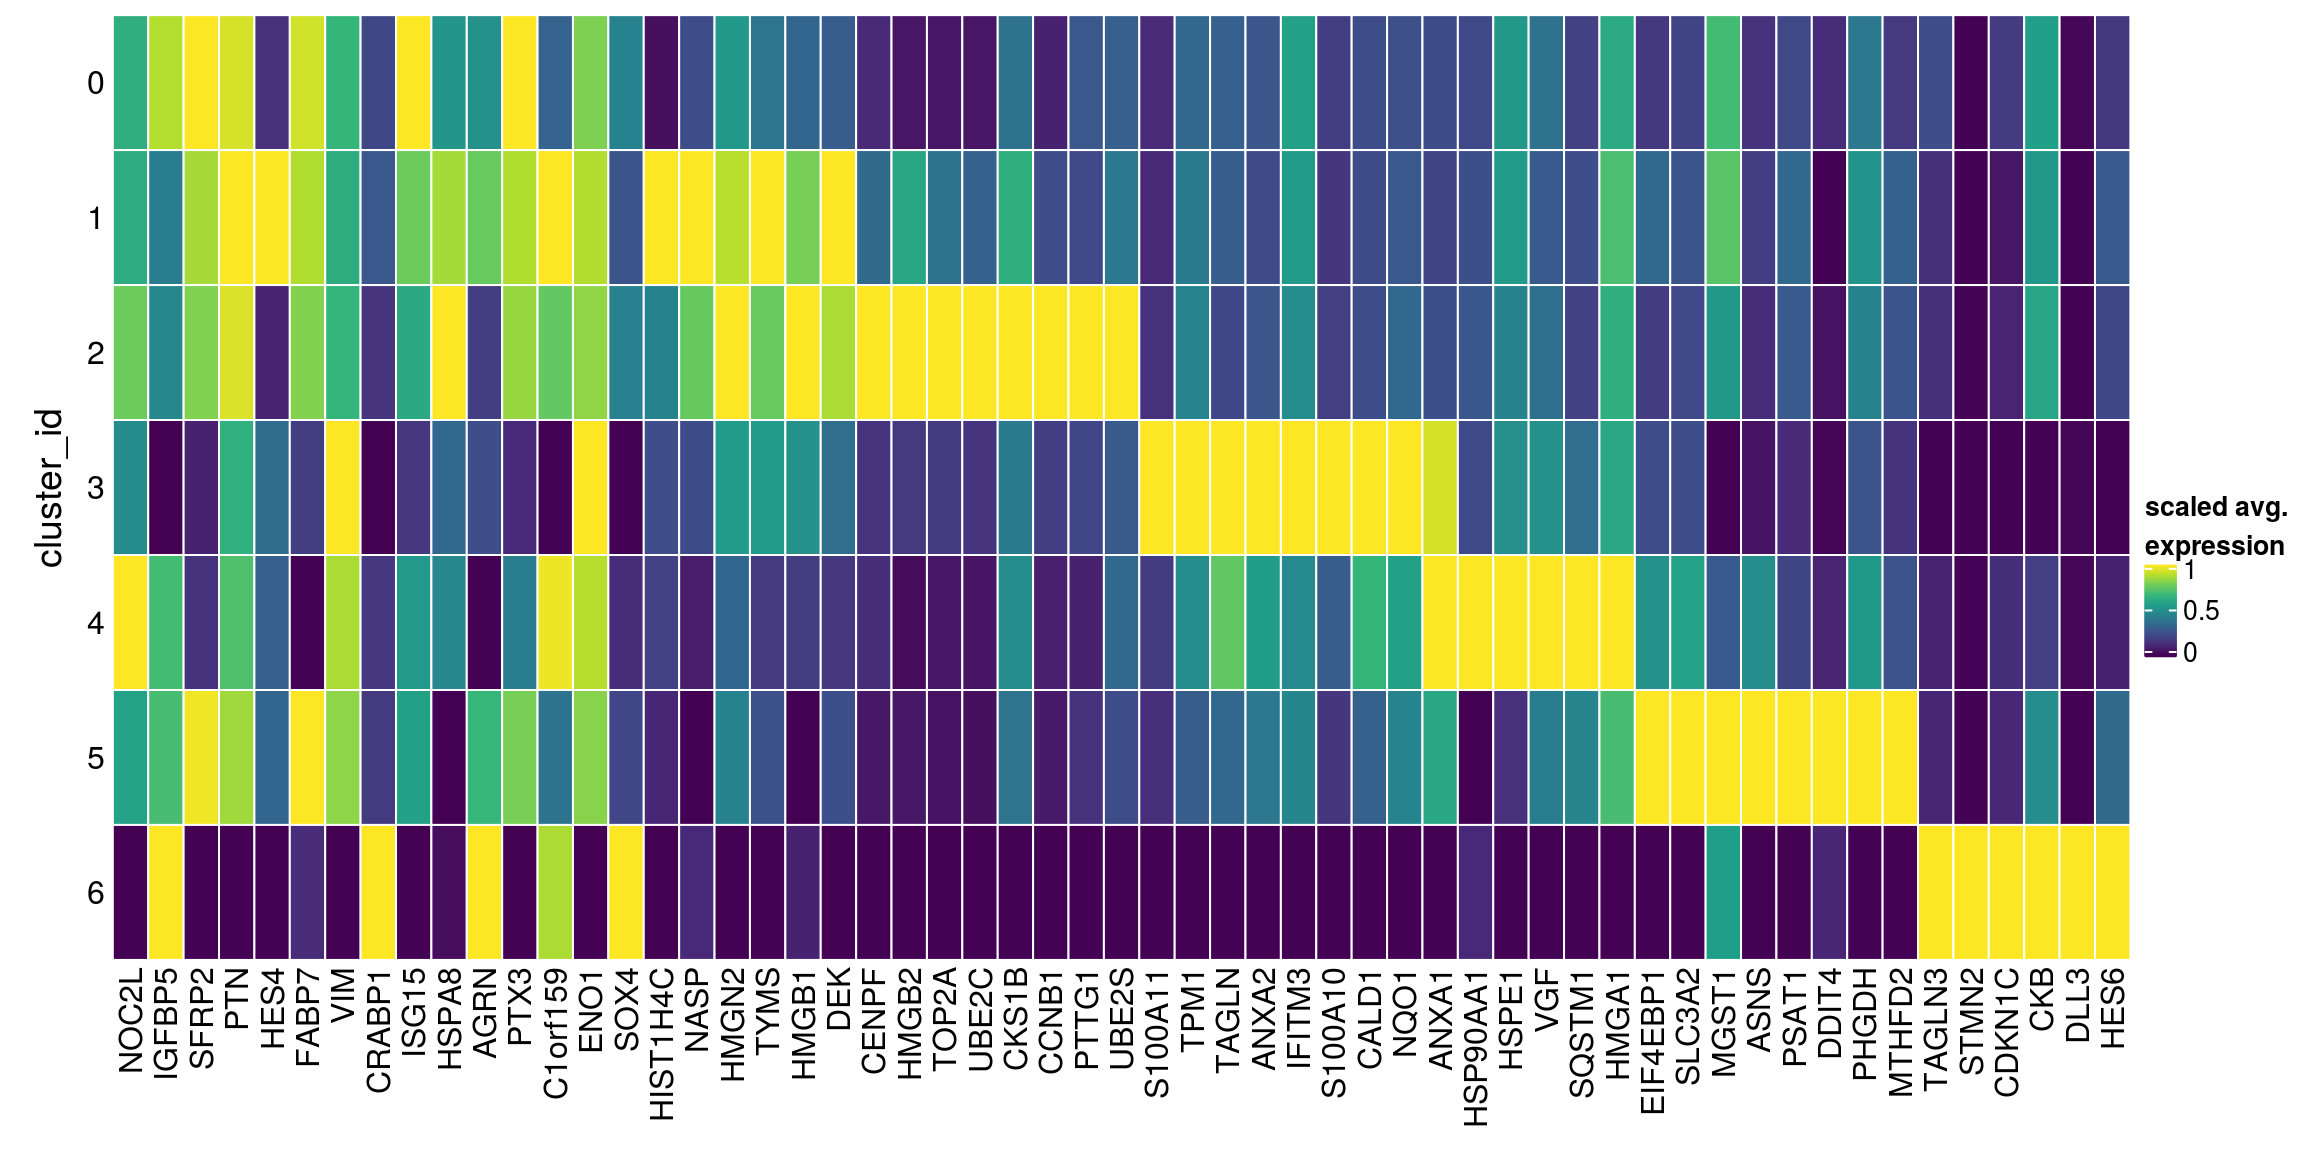 cluster_id
0
1
2
3
4
5
6
NOC2L
IGFBP5
SFRP2
PTN
HES4
FABP7
VIM
CRABP1
ISG15
HSPA8
AGRN
PTX3
C1orf159
ENO1
SOX4
HIST1H4C
NASP
HMGN2
TYMS
HMGB1
DEK
CENPF
HMGB2
TOP2A
UBE2C
CKS1B
CCNB1
PTTG1
UBE2S
S100A11
TPM1
TAGLN
ANXA2
IFITM3
S100A10
CALD1
NQO1
ANXA1
HSP90AA1
HSPE1
VGF
SQSTM1
HMGA1
EIF4EBP1
SLC3A2
MGST1
ASNS
PSAT1
DDIT4
PHGDH
MTHFD2
TAGLN3
STMN2
CDKN1C
CKB
DLL3
HES6
scaled avg.
expression
1
0.5
0